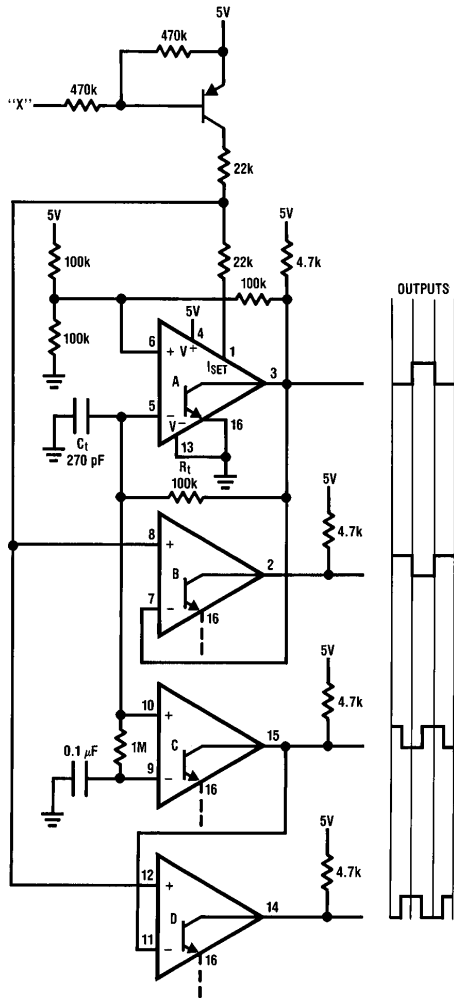 5V
470k
"X"
470k
22k
5V
5V
100k
22k
4.7k
100k
OUTPUTS
100k
5V
4
6
+
V+
1
ISET
3
A
5
−
V−
16
13
Ct
270 pF
Rt
100k
5V
8
+
4.7k
B
2
7
−
16
5V
4.7k
10
+
15
0.1 µF
1M
C
9
−
16
5V
12
+
4.7k
14
D
11
−
16